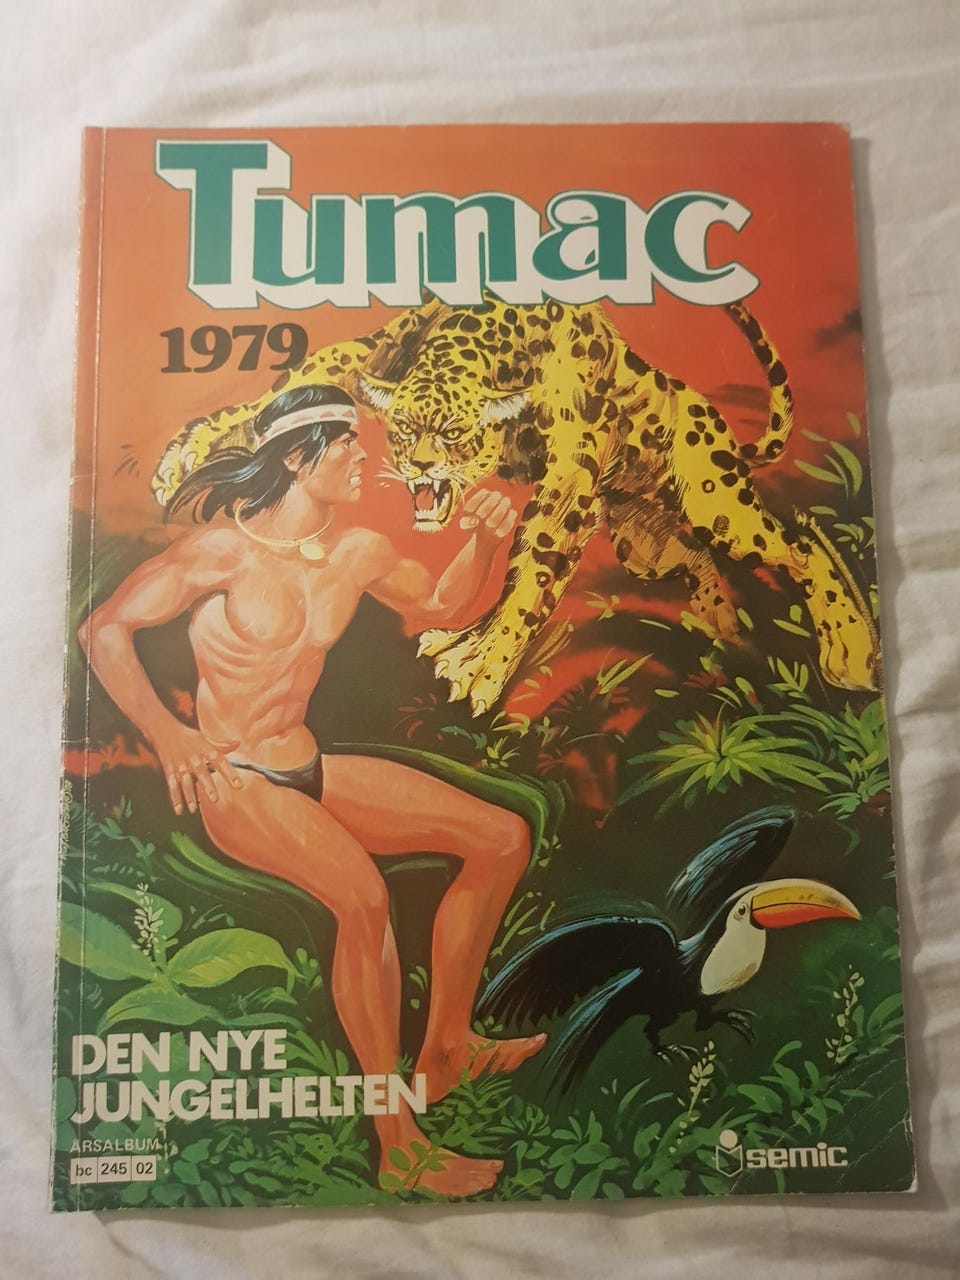 Tumac
1979
DEN NYE
JUNGELHELTEN
ÅRSALBUM
bc 245 02
semic